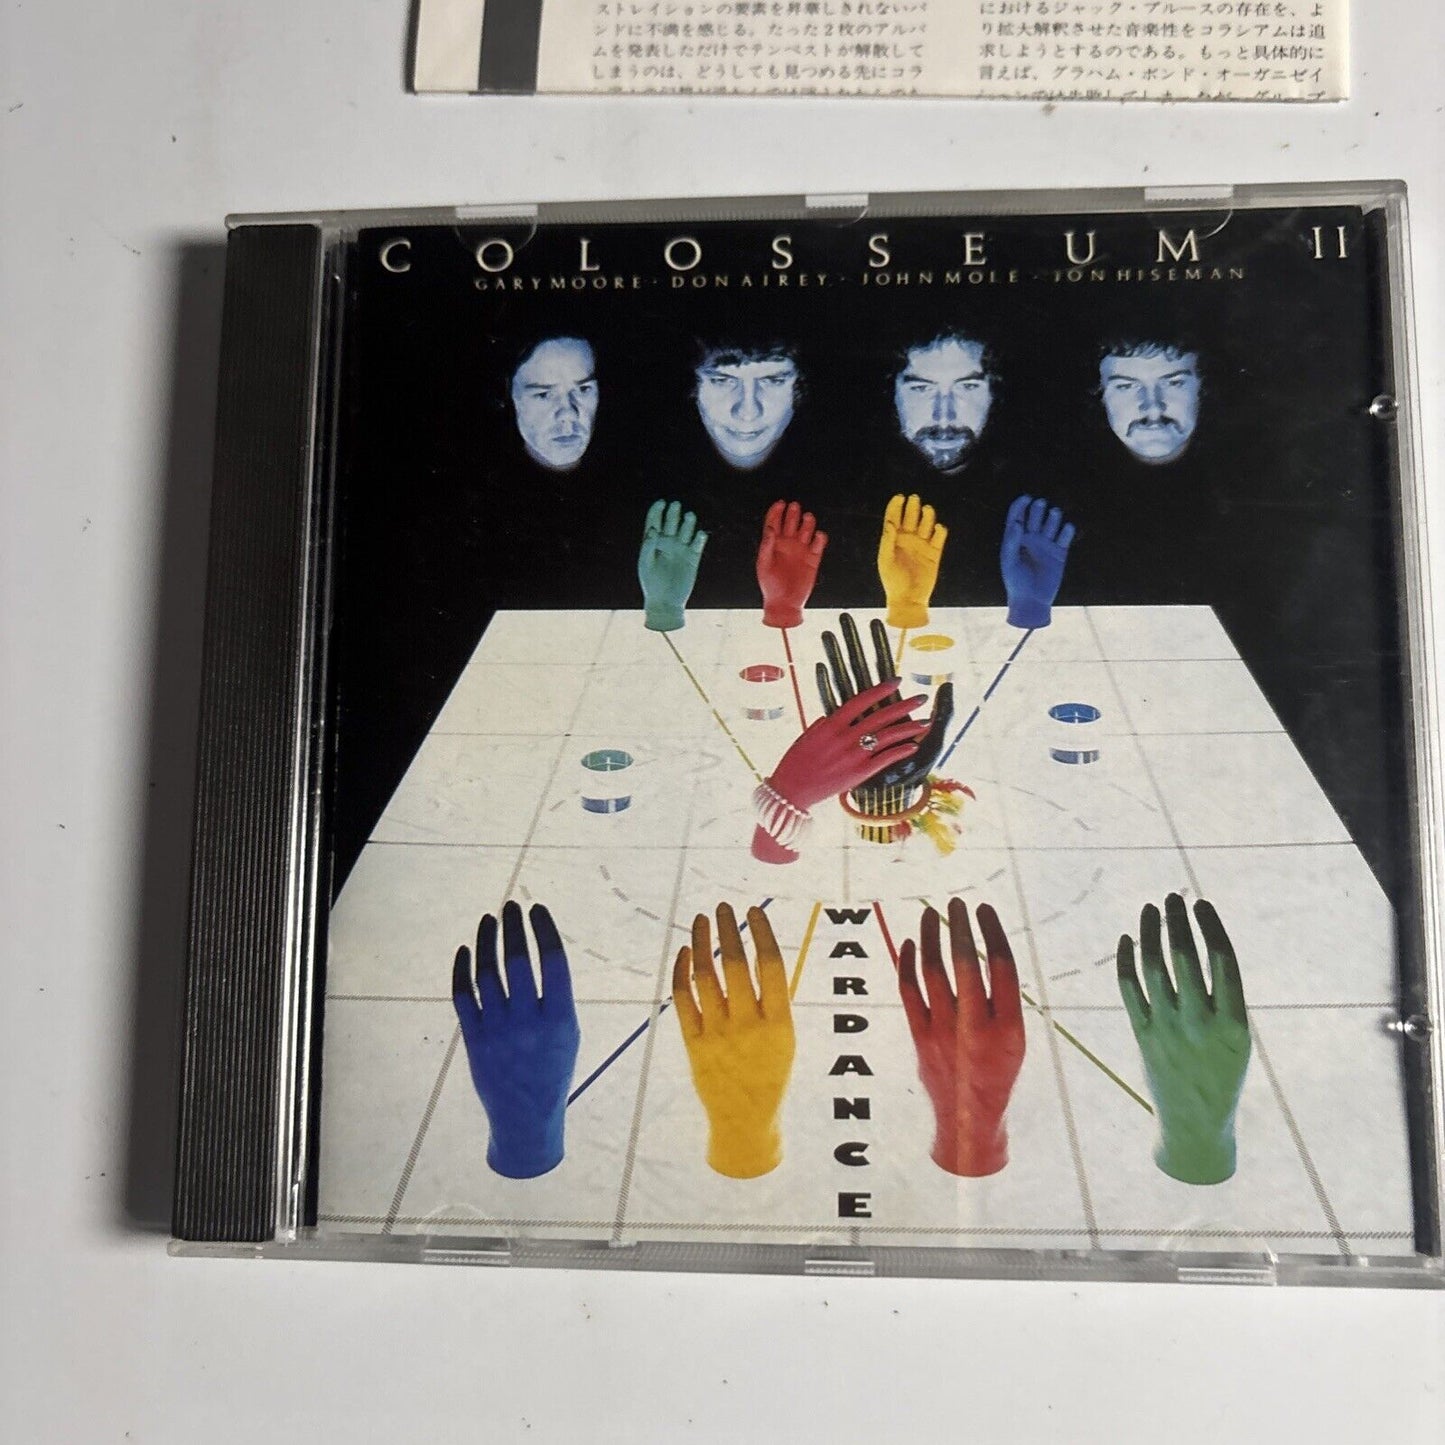 ストレイションの要素を昇華しきれないバ
ンドに不満を感じる。たった2枚のアルバ
ムを発表しただけでテンペストが解散して
しまうのは、どうしても見つめる先にコラ
におけるジャック・ブルースの存在を、よ
り拡大解釈させた音楽性をコラシアムは追
求しようとするのである。もっと具体的に
言えば、グラハム・ボンド・オーガニゼイ
COLOSSEUM II
GARY MOORE · DON AIREY · JOHN MOLE · JON HISEMAN
WARDANCE